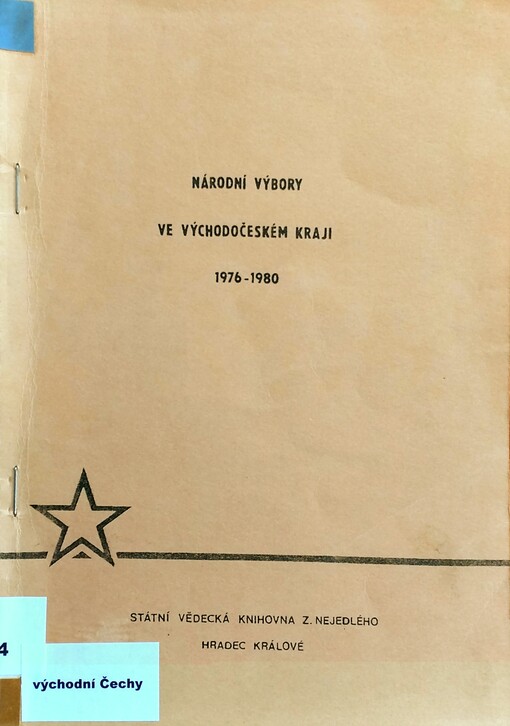 NÁRODNÍ VÝBORY
VE VÝCHODOČESKÉM KRAJI
1976-1980
STÁTNÍ VĚDECKÁ KNIHOVNA Z. NEJEDLÉHO
HRADEC KRÁLOVÉ
4
východní Čechy